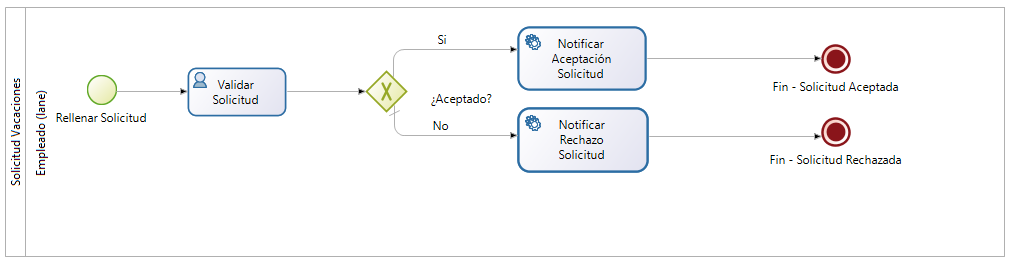 Solicitud Vacaciones
Empleado (lane)
Rellenar Solicitud
Validar
Solicitud
¿Aceptado?
Si
No
Notificar
Aceptación
Solicitud
Notificar
Rechazo
Solicitud
Fin - Solicitud Aceptada
Fin - Solicitud Rechazada